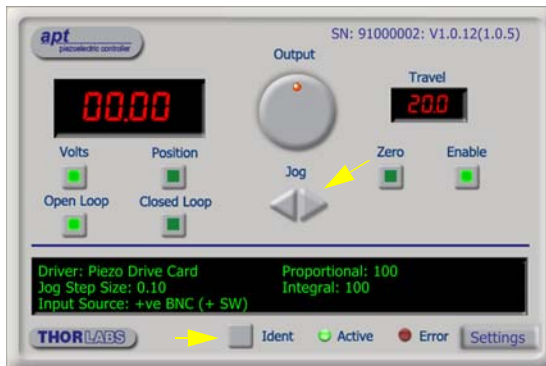 apt
piezoelectric controller
SN: 91000002: V1.0.12(1.0.5)
Output
Travel
00.00
20.0
Volts
Position
Zero
Enable
Jog
Open Loop
Closed Loop
Driver: Piezo Drive Card
Proportional: 100
Jog Step Size: 0.10
Integral: 100
Input Source: +ve BNC (+ SW)
THORLABS
Ident
Active
Error
Settings